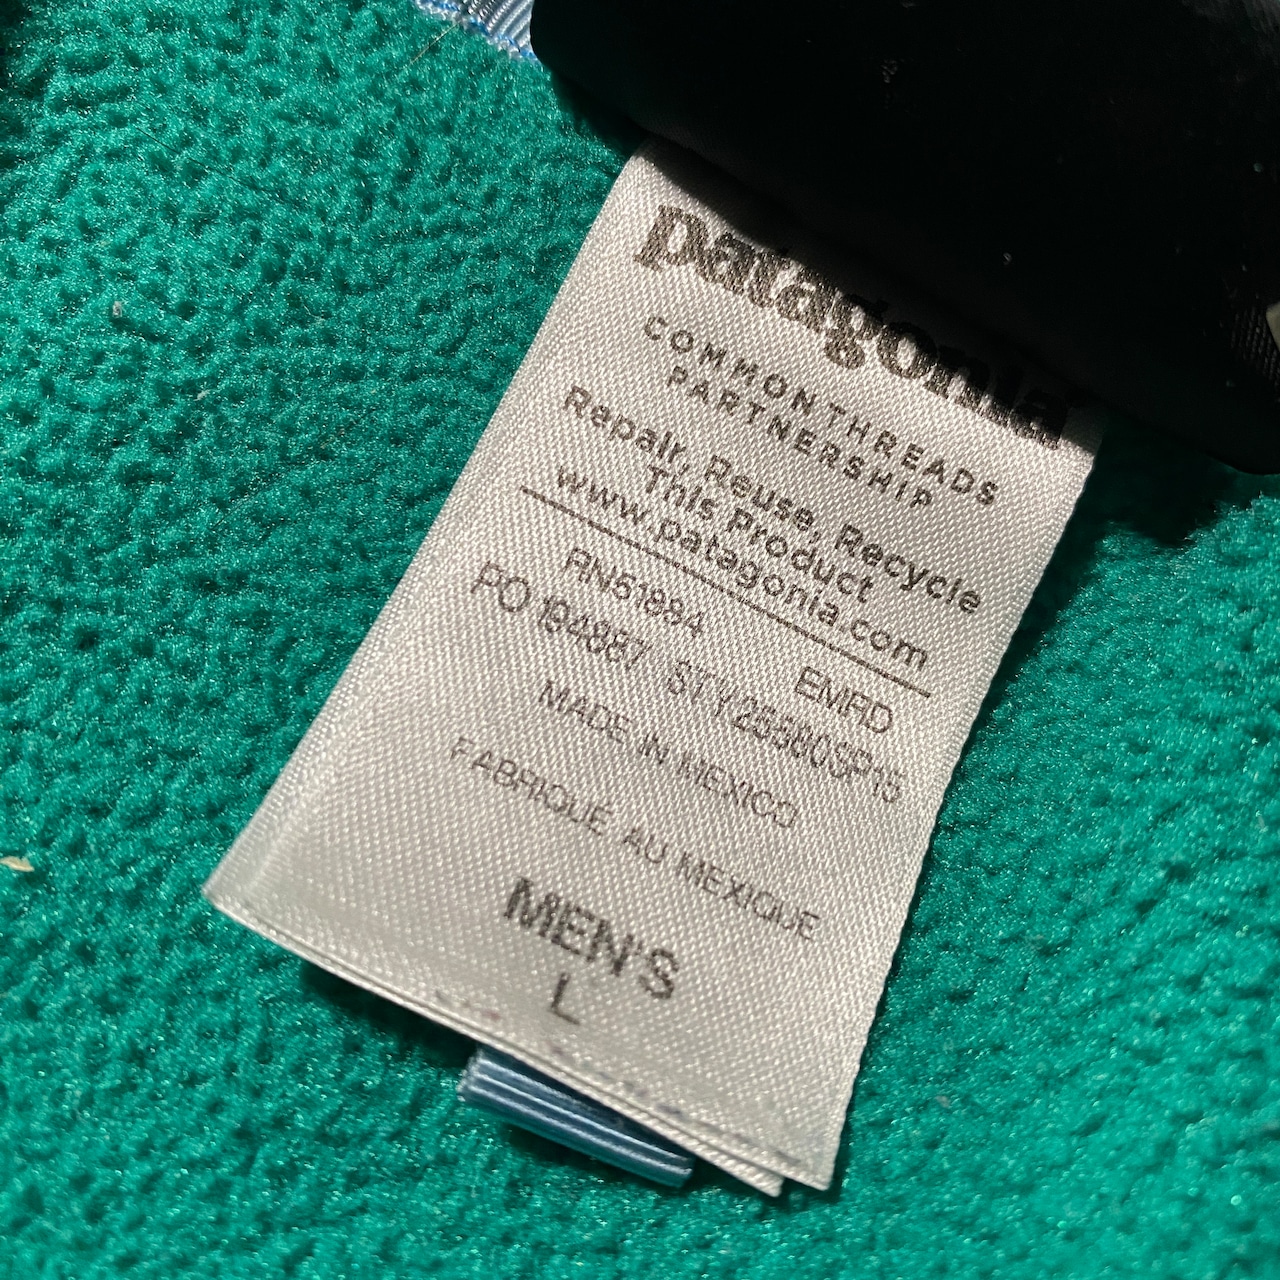 patagonia
COMMON THREADS
PARTNERSHIP
Repair, Reuse, Recycle
This Product
www.patagonia.com
RN51884 EMRD
PO 194887 STY25580SP15
MADE IN MEXICO
FABRIQUÉ AU MEXIQUE
MEN'S
L